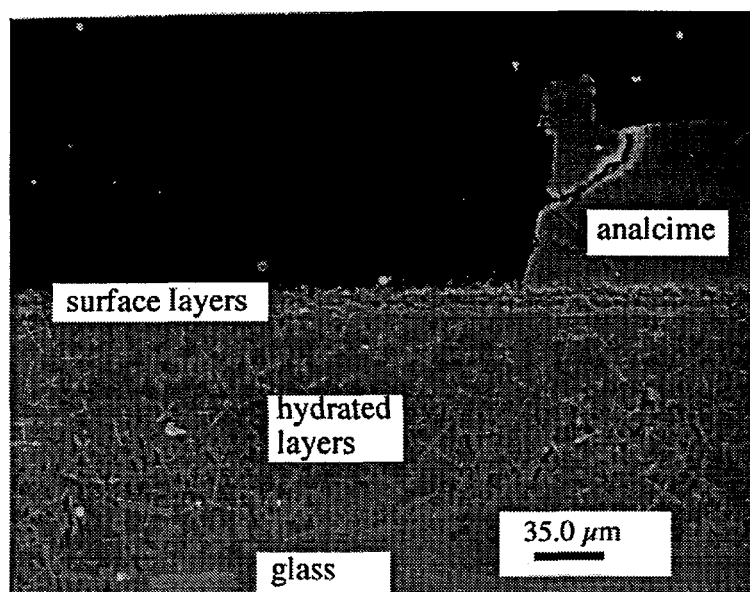 analcime
surface layers
hydrated
layers
35.0 μm
glass